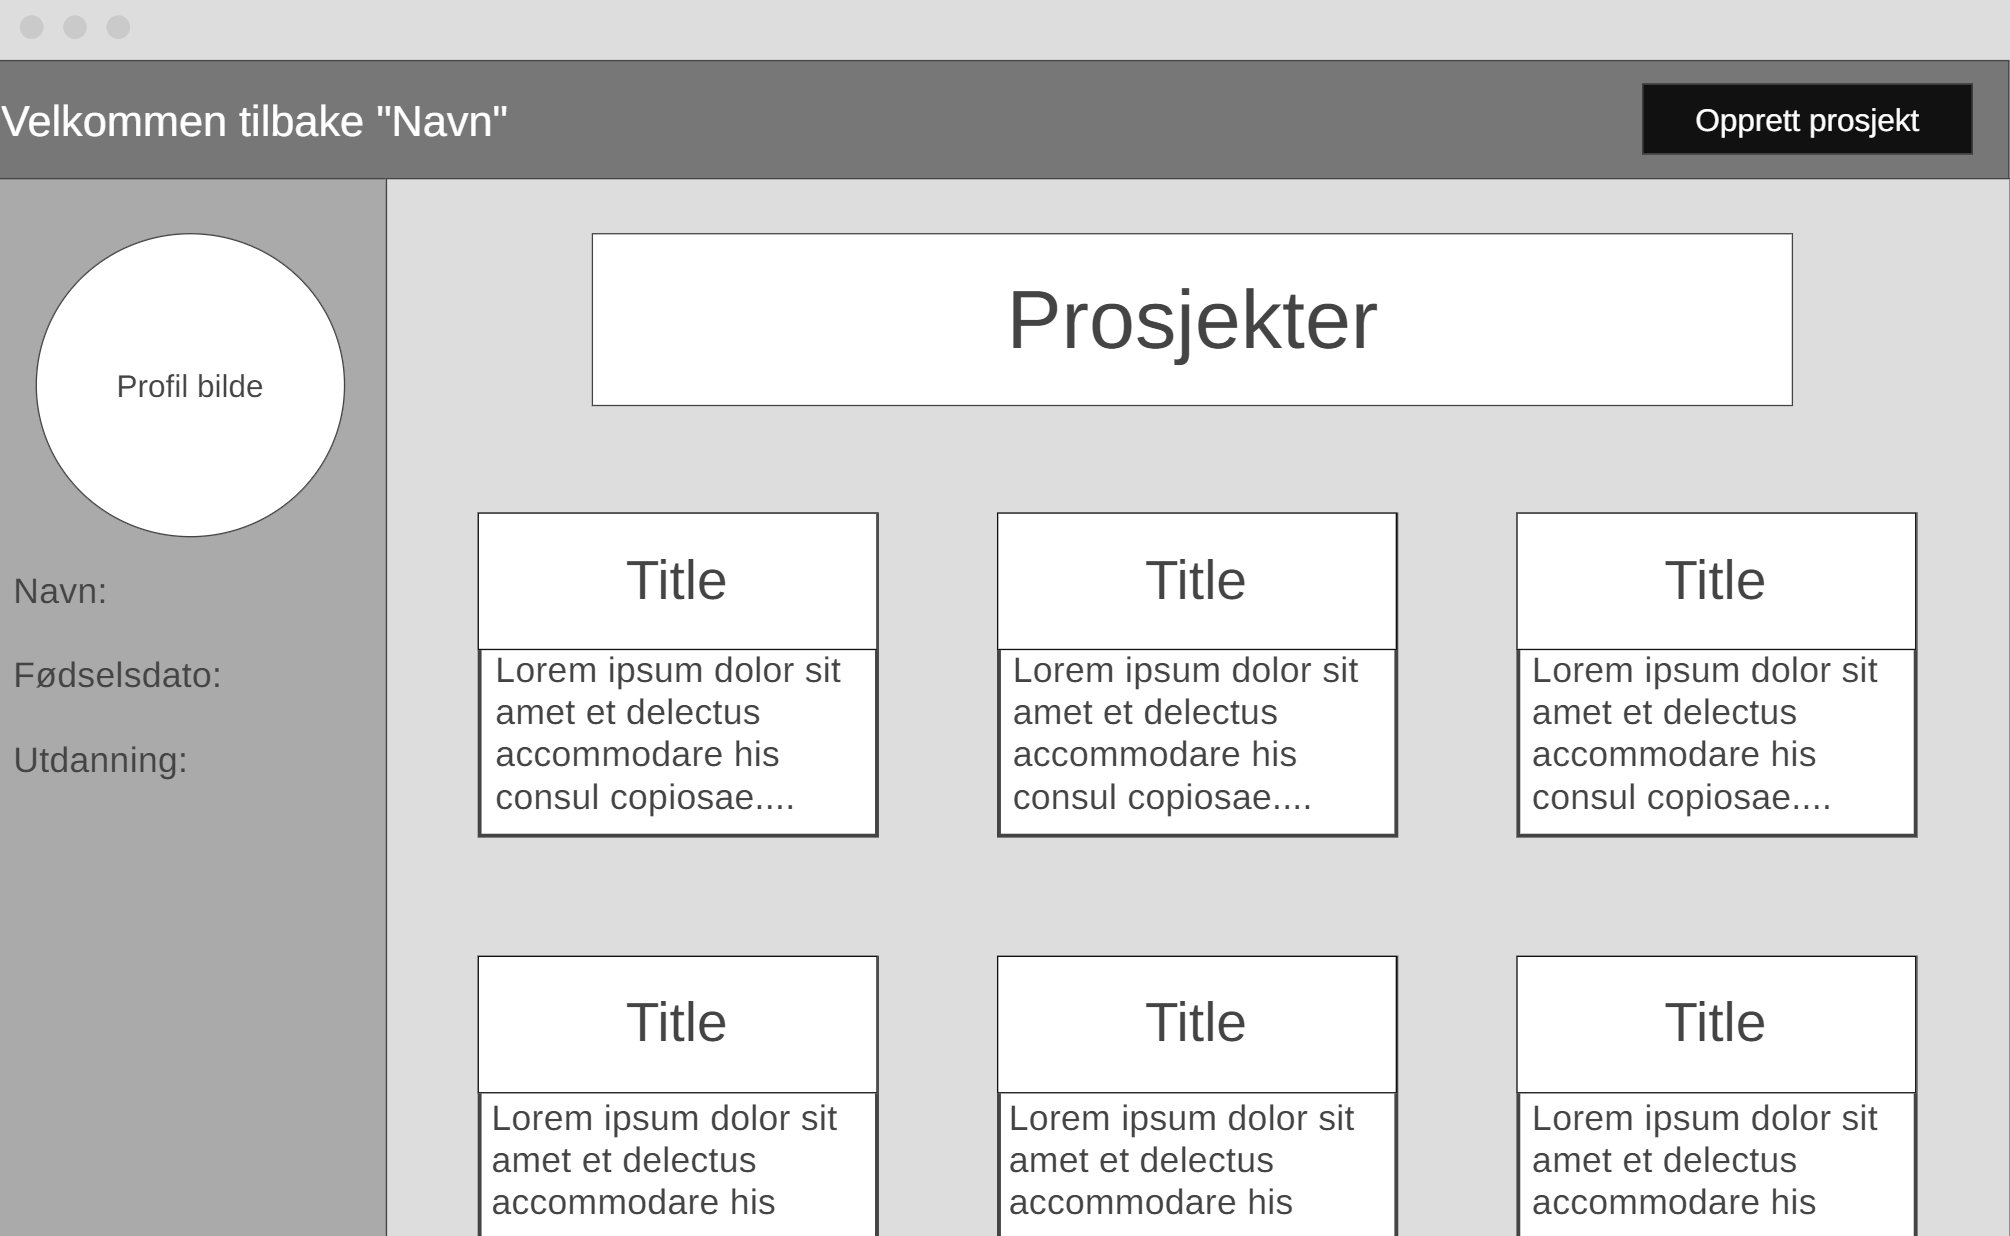 Velkommen tilbake "Navn"
Opprett prosjekt
Profil bilde
Navn:
Fødselsdato:
Utdanning:
Prosjekter
Title
Lorem ipsum dolor sit
amet et delectus
accommodare his
consul copiosae....
Title
Lorem ipsum dolor sit
amet et delectus
accommodare his
consul copiosae....
Title
Lorem ipsum dolor sit
amet et delectus
accommodare his
consul copiosae....
Title
Lorem ipsum dolor sit
amet et delectus
accommodare his
Title
Lorem ipsum dolor sit
amet et delectus
accommodare his
Title
Lorem ipsum dolor sit
amet et delectus
accommodare his